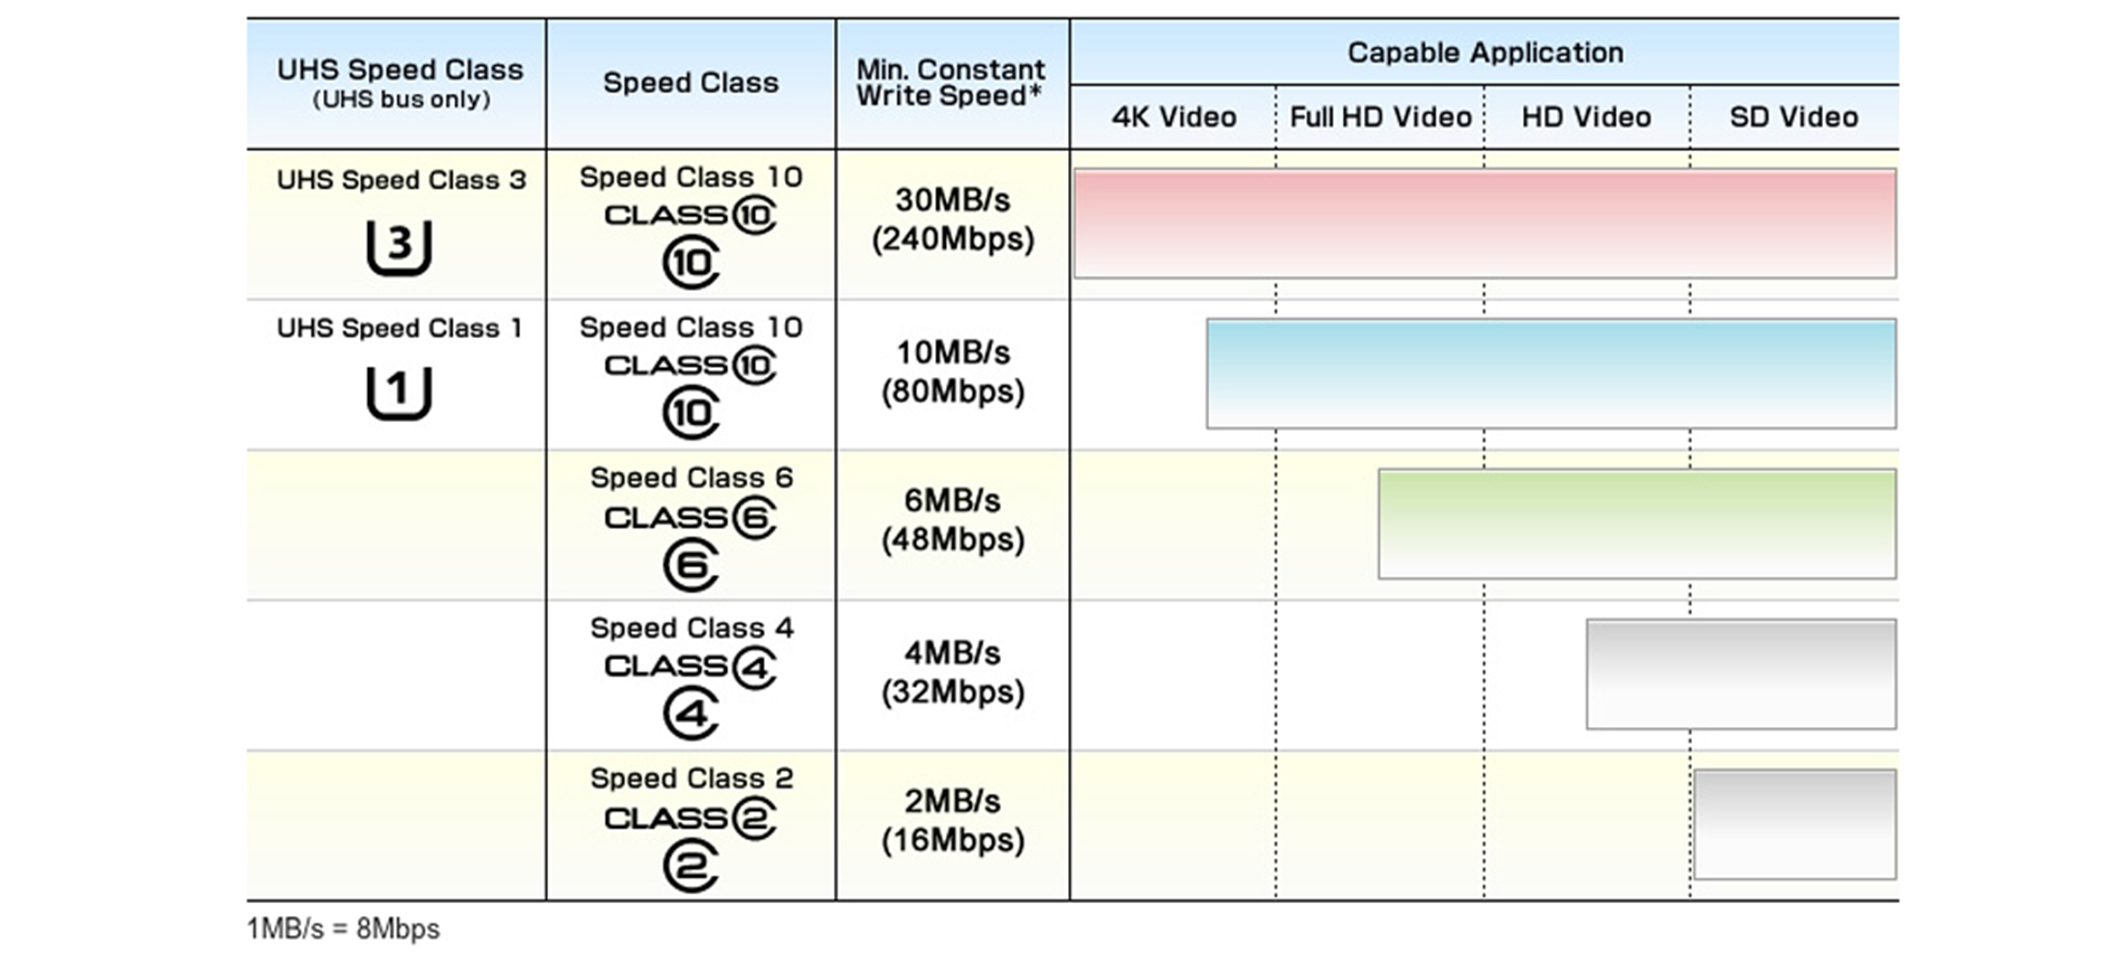 UHS Speed Class
(UHS bus only)
Speed Class
Min. Constant
Write Speed*
Capable Application
4K Video
Full HD Video
HD Video
SD Video
UHS Speed Class 3
3
Speed Class 10
CLASS 10
10
30MB/s
(240Mbps)
UHS Speed Class 1
1
Speed Class 10
CLASS 10
10
10MB/s
(80Mbps)
Speed Class 6
CLASS 6
6
6MB/s
(48Mbps)
Speed Class 4
CLASS 4
4
4MB/s
(32Mbps)
Speed Class 2
CLASS 2
2
2MB/s
(16Mbps)
1MB/s = 8Mbps